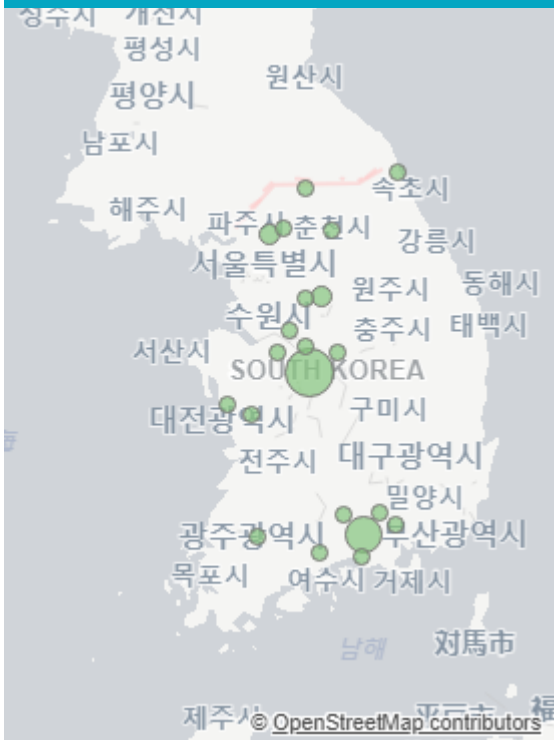 개천시
평성시
원산시
평양시
남포시
속초시
해주시
파주시
춘천시
강릉시
서울특별시
동해시
원주시
수원시
태백시
충주시
서산시
SOUTH KOREA
구미시
대전광역시
대구광역시
전주시
밀양시
광주광역시
부산광역시
목포시
여수시
거제시
対馬市
남해
제주시
© OpenStreetMap contributors